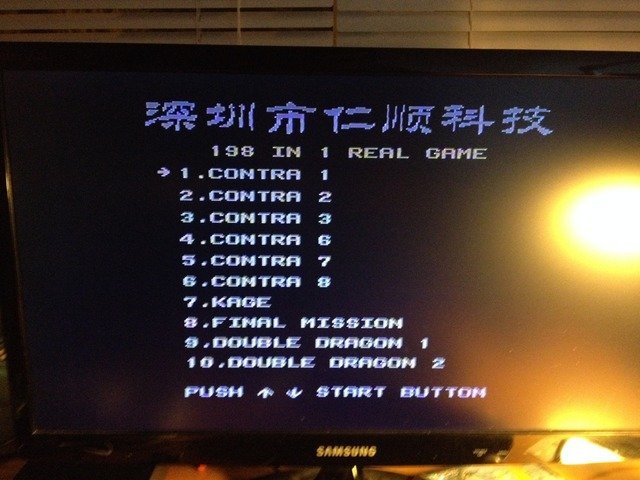 深圳市仁顺科技
198 IN 1 REAL GAME
→1.CONTRA 1
2.CONTRA 2
3.CONTRA 3
4.CONTRA 6
5.CONTRA 7
6.CONTRA 8
7.KAGE
8.FINAL MISSION
9.DOUBLE DRAGON 1
10.DOUBLE DRAGON 2
PUSH ↑ ↓ START BUTTON
SAMSUNG